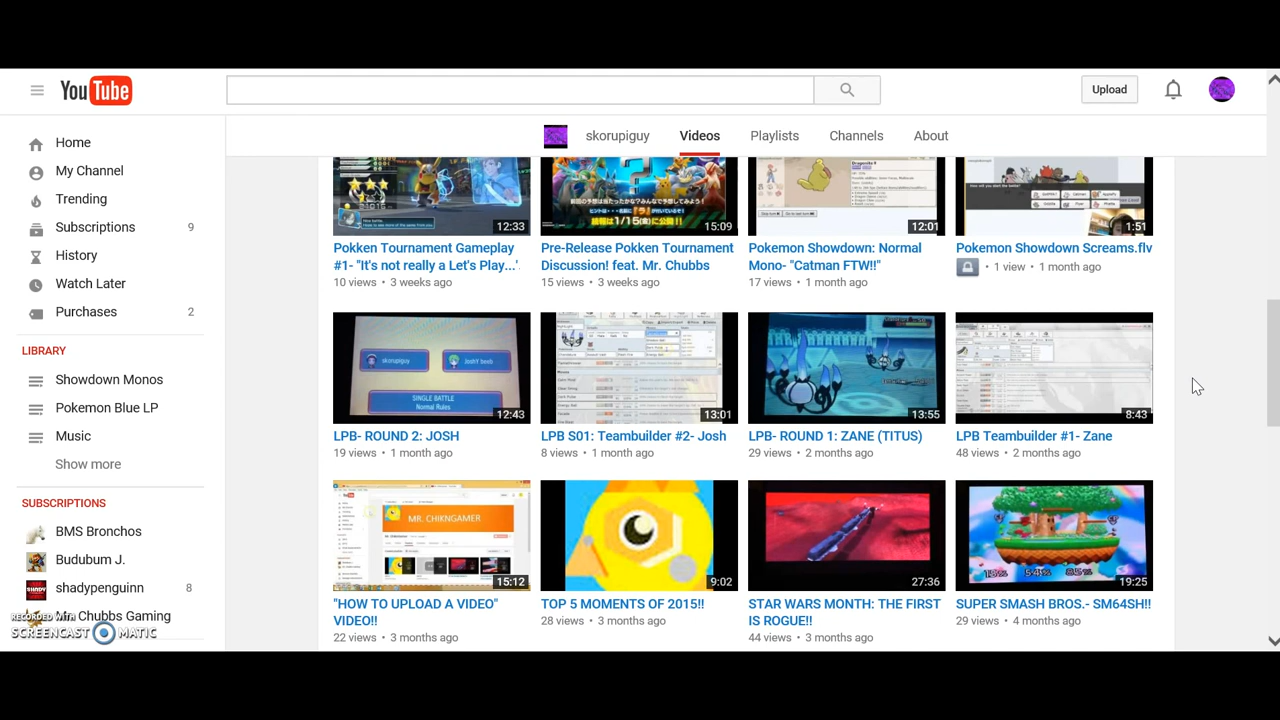 YouTube
Upload
skorupiguy Videos Playlists Channels About
Home
My Channel
Trending
Subscriptions 9
History
Watch Later
Purchases 2
LIBRARY
Showdown Monos
Pokemon Blue LP
Music
Show more
SUBSCRIPTIONS
BMS Bronchos
Budubum J.
shadypenguinn 8
Mr. Chubbs Gaming
RECORDED WITH
SCREENCAST MATIC
12:33
Pokken Tournament Gameplay
#1- "It's not really a Let's Play...'
10 views • 3 weeks ago
15:09
Pre-Release Pokken Tournament
Discussion! feat. Mr. Chubbs
15 views • 3 weeks ago
12:01
Pokemon Showdown: Normal
Mono- "Catman FTW!!"
17 views • 1 month ago
1:51
Pokemon Showdown Screams.flv
• 1 view • 1 month ago
skorupiguy
JoshY beob
SINGLE BATTLE
Normal Rules
12:43
LPB- ROUND 2: JOSH
19 views • 1 month ago
13:01
LPB S01: Teambuilder #2- Josh
8 views • 1 month ago
13:55
LPB- ROUND 1: ZANE (TITUS)
29 views • 2 months ago
8:43
LPB Teambuilder #1- Zane
48 views • 2 months ago
MR. CHIKNGAMER
15:12
"HOW TO UPLOAD A VIDEO"
VIDEO!!
22 views • 3 months ago
9:02
TOP 5 MOMENTS OF 2015!!
28 views • 3 months ago
27:36
STAR WARS MONTH: THE FIRST
IS ROGUE!!
44 views • 3 months ago
19:25
SUPER SMASH BROS.- SM64SH!!
29 views • 4 months ago